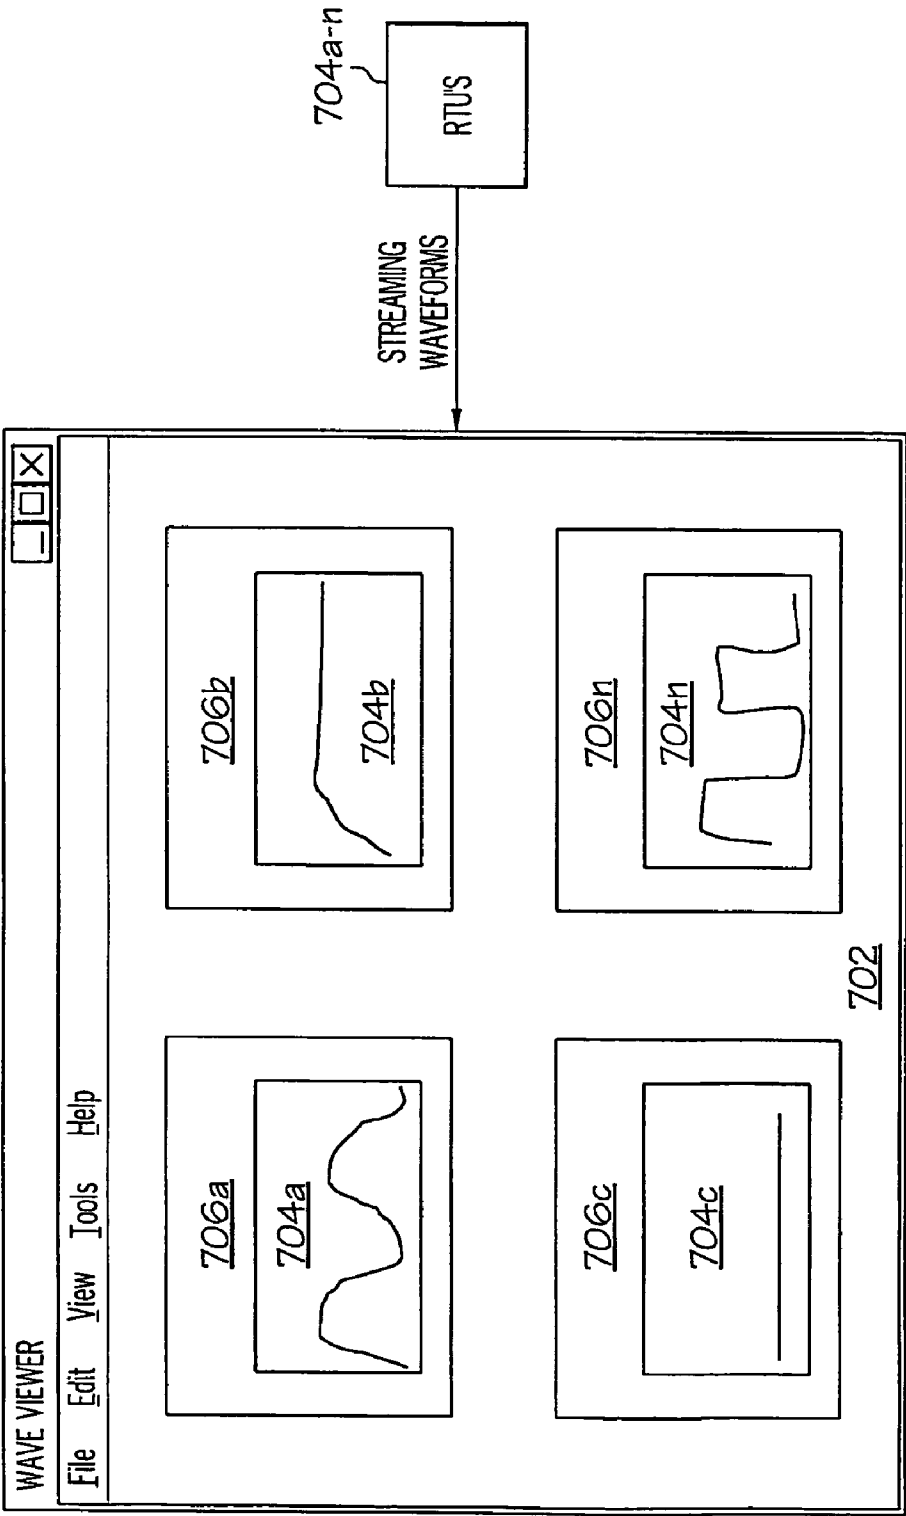 WAVE VIEWER
File Edit View Tools Help
706a
704a
706b
704b
706c
704c
706n
704n
702
STREAMING
WAVEFORMS
704a-n
RTU'S